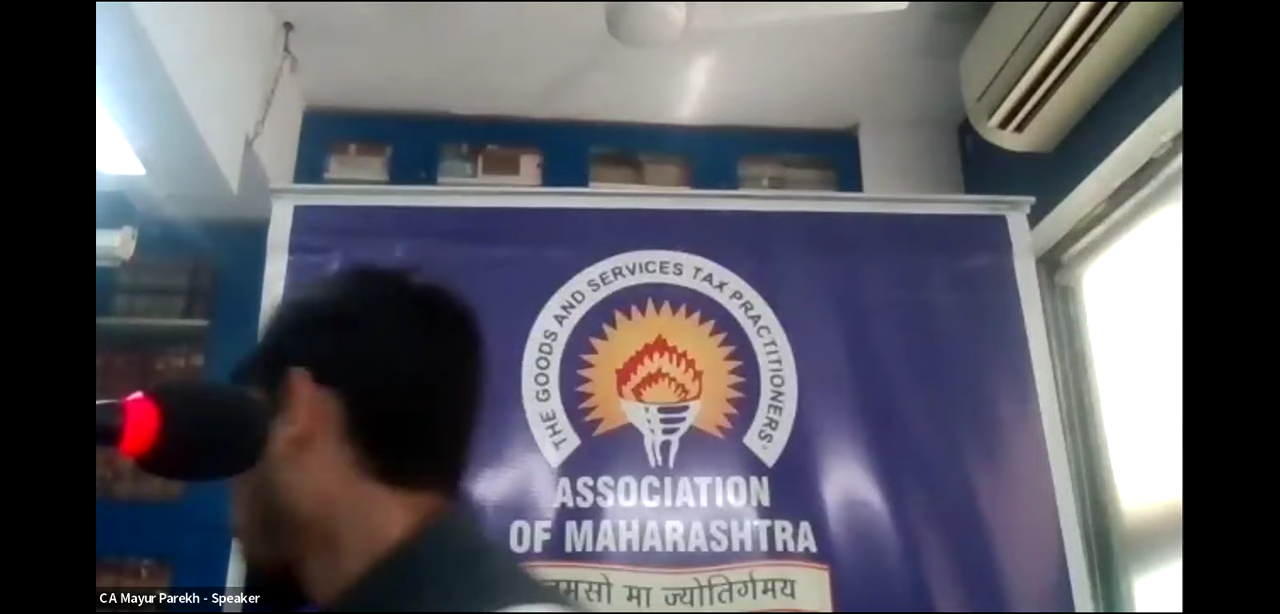 THE GOODS AND SERVICES TAX PRACTITIONERS'
ASSOCIATION
OF MAHARASHTRA
मा ज्योतिर्गमय
CA Mayur Parekh - Speaker